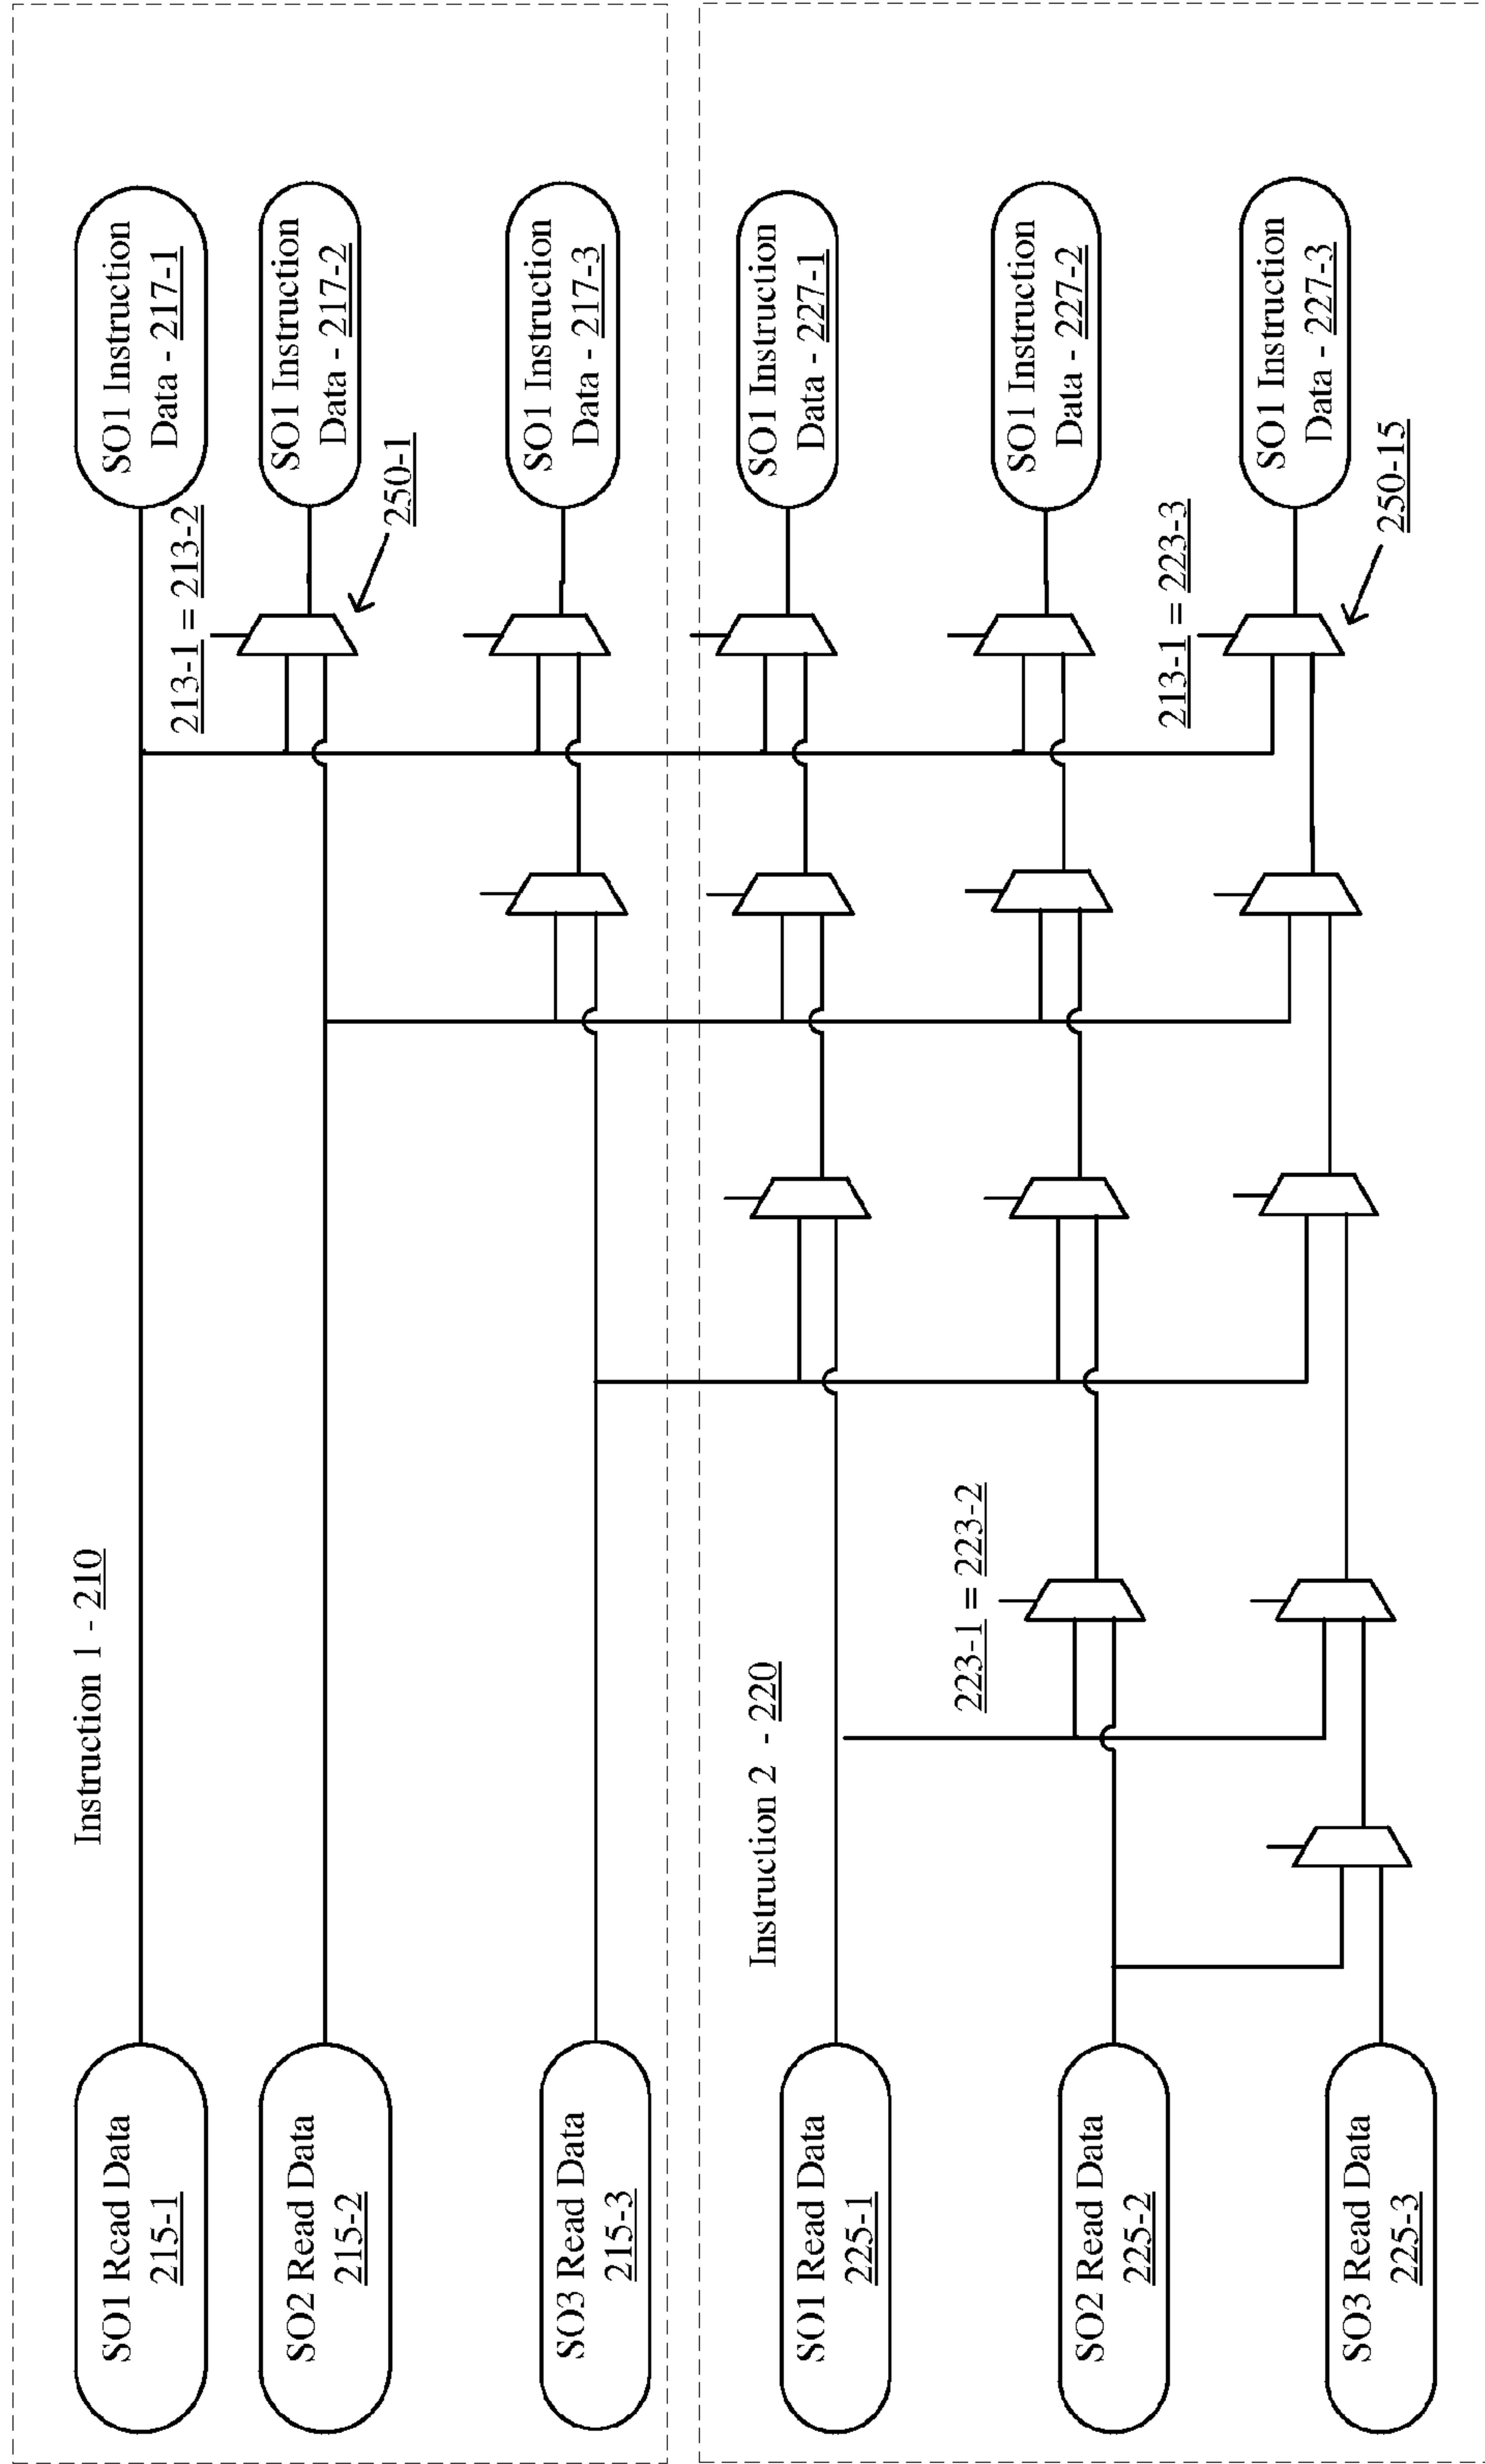 Instruction 1 - 210
SO1 Read Data
215-1
SO1 Instruction
Data - 217-1
213-1 = 213-2
SO2 Read Data
215-2
SO1 Instruction
Data - 217-2
250-1
SO3 Read Data
215-3
SO1 Instruction
Data - 217-3
Instruction 2 - 220
SO1 Read Data
225-1
SO1 Instruction
Data - 227-1
223-1 = 223-2
SO2 Read Data
225-2
SO1 Instruction
Data - 227-2
213-1 = 223-3
SO3 Read Data
225-3
SO1 Instruction
Data - 227-3
250-15